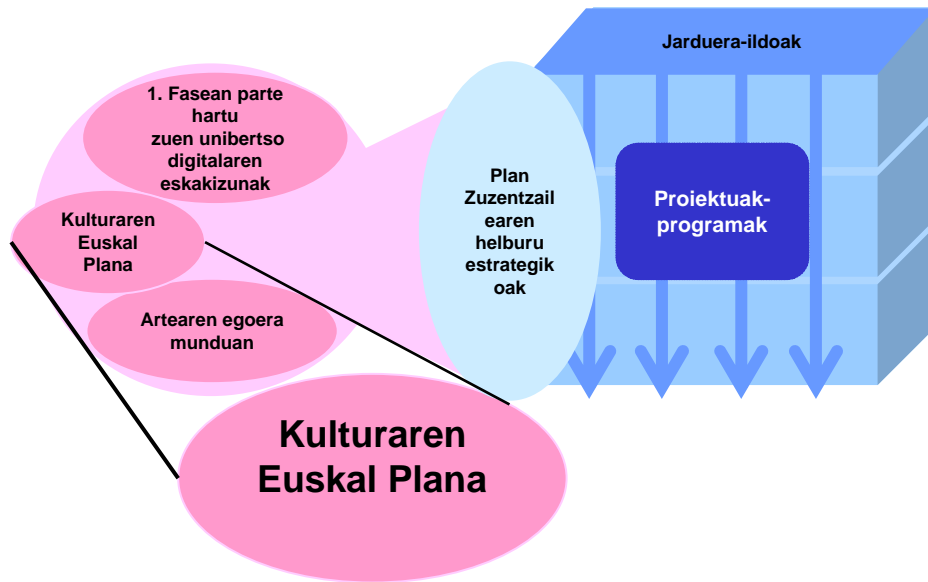 Jarduera-ildoak
1. Fasean parte
hartu
zuen unibertso
digitalaren
eskakizunak
Kulturaren
Euskal
Plana
Artearen egoera
munduan
Plan
Zuzentzail
earen
helburu
estrategik
oak
Proiektuak-
programak
Kulturaren
Euskal Plana